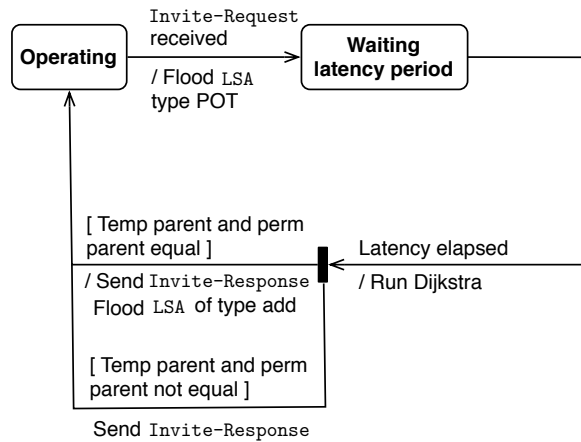 Invite-Request
received
Operating
Waiting
latency period
/ Flood LSA
type POT
[ Temp parent and perm
parent equal ]
Latency elapsed
/ Send Invite-Response
Flood LSA of type add
/ Run Dijkstra
[ Temp parent and perm
parent not equal ]
Send Invite-Response